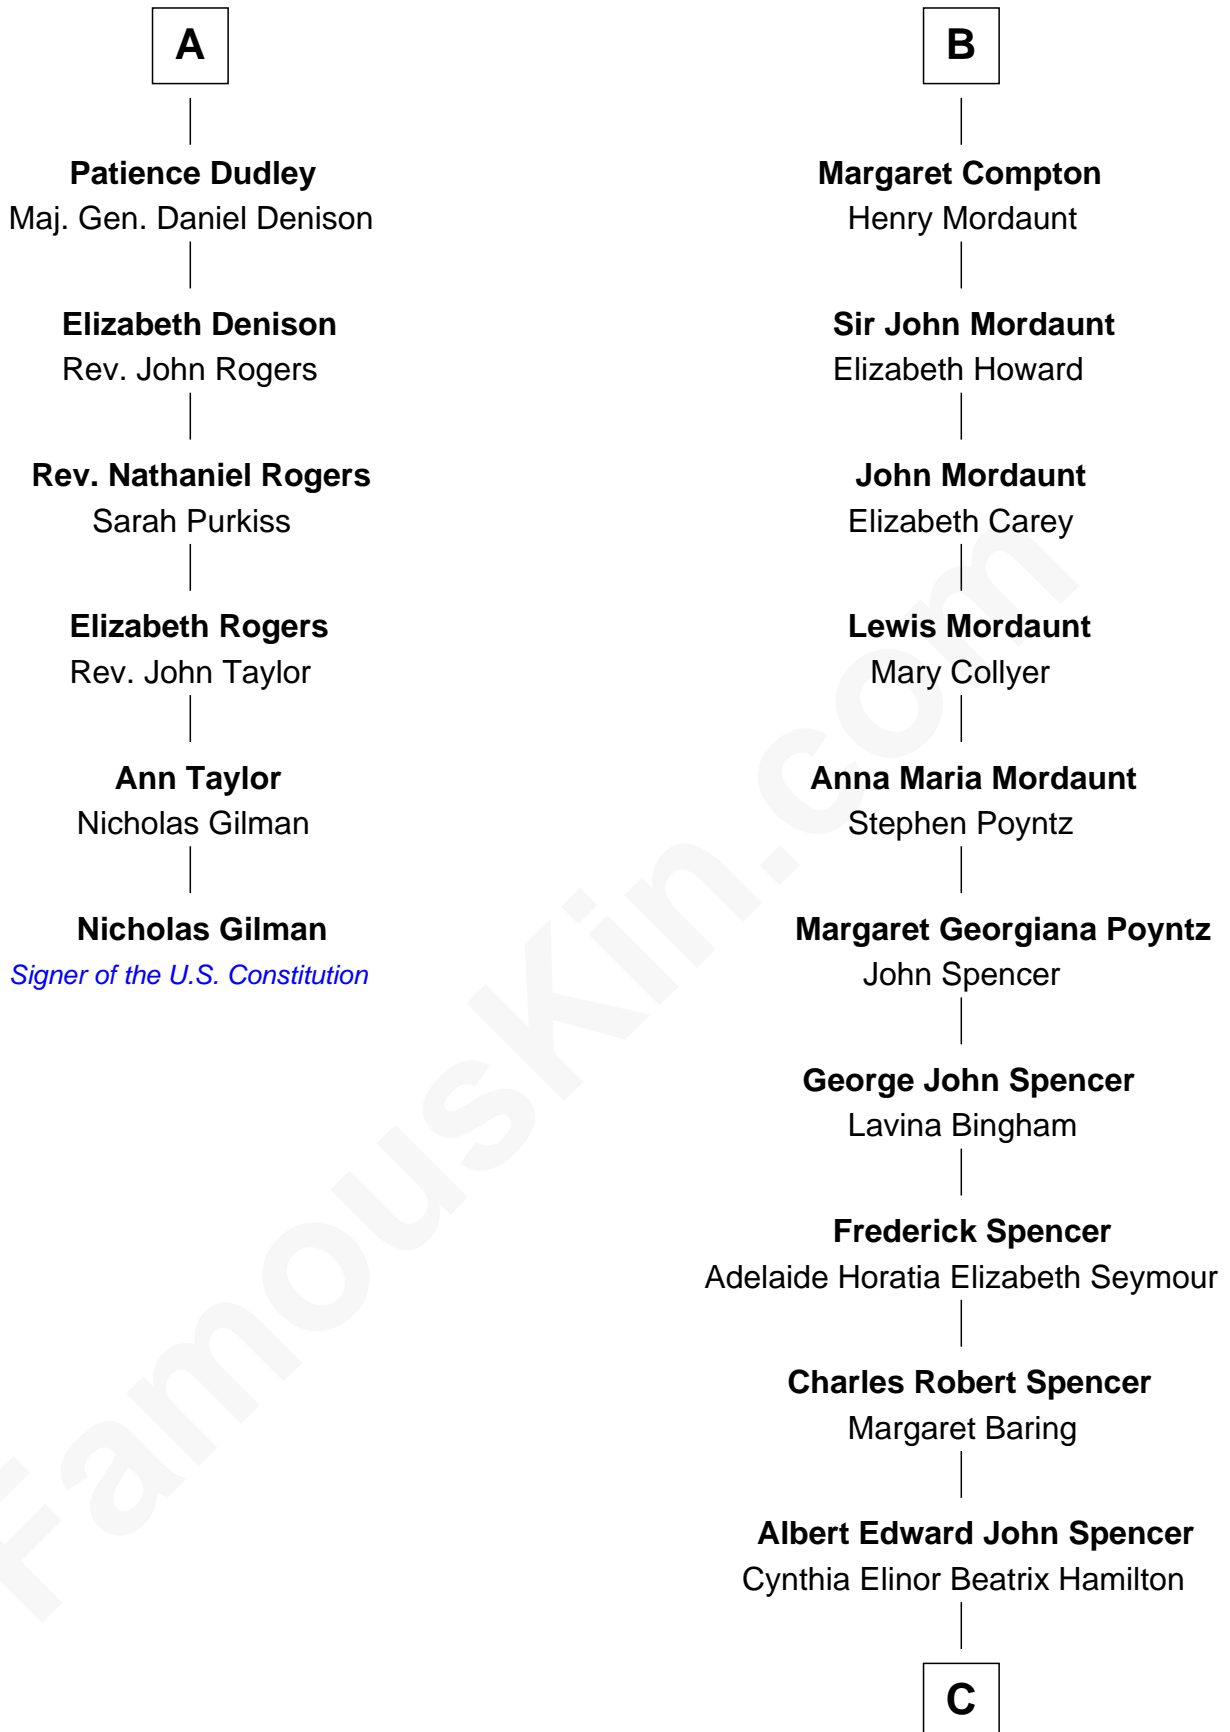 A
Patience Dudley
Maj. Gen. Daniel Denison
Elizabeth Denison
Rev. John Rogers
Rev. Nathaniel Rogers
Sarah Purkiss
Elizabeth Rogers
Rev. John Taylor
Ann Taylor
Nicholas Gilman
Nicholas Gilman
Signer of the U.S. Constitution
B
Margaret Compton
Henry Mordaunt
Sir John Mordaunt
Elizabeth Howard
John Mordaunt
Elizabeth Carey
Lewis Mordaunt
Mary Collyer
Anna Maria Mordaunt
Stephen Poyntz
Margaret Georgiana Poyntz
John Spencer
George John Spencer
Lavina Bingham
Frederick Spencer
Adelaide Horatia Elizabeth Seymour
Charles Robert Spencer
Margaret Baring
Albert Edward John Spencer
Cynthia Elinor Beatrix Hamilton
C
FamousKin.com